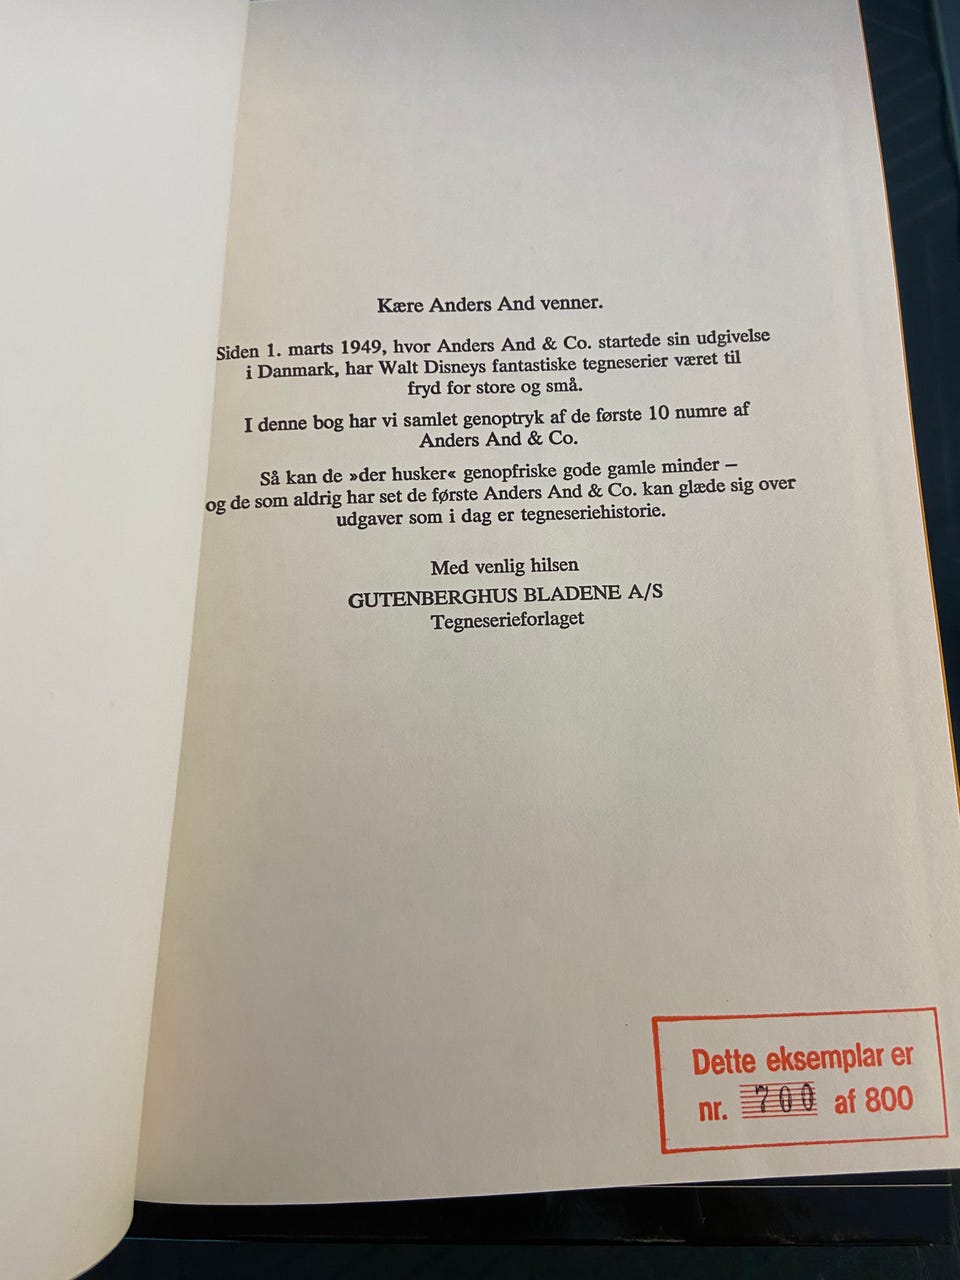 Kære Anders And venner.
Siden 1. marts 1949, hvor Anders And & Co. startede sin udgivelse
i Danmark, har Walt Disneys fantastiske tegneserier været til
fryd for store og små.
I denne bog har vi samlet genoptryk af de første 10 numre af
Anders And & Co.
Så kan de »der husker« genopfriske gode gamle minder –
og de som aldrig har set de første Anders And & Co. kan glæde sig over
udgaver som i dag er tegneseriehistorie.
Med venlig hilsen
GUTENBERGHUS BLADENE A/S
Tegneserieforlaget
Dette eksemplar er
nr. 700 af 800